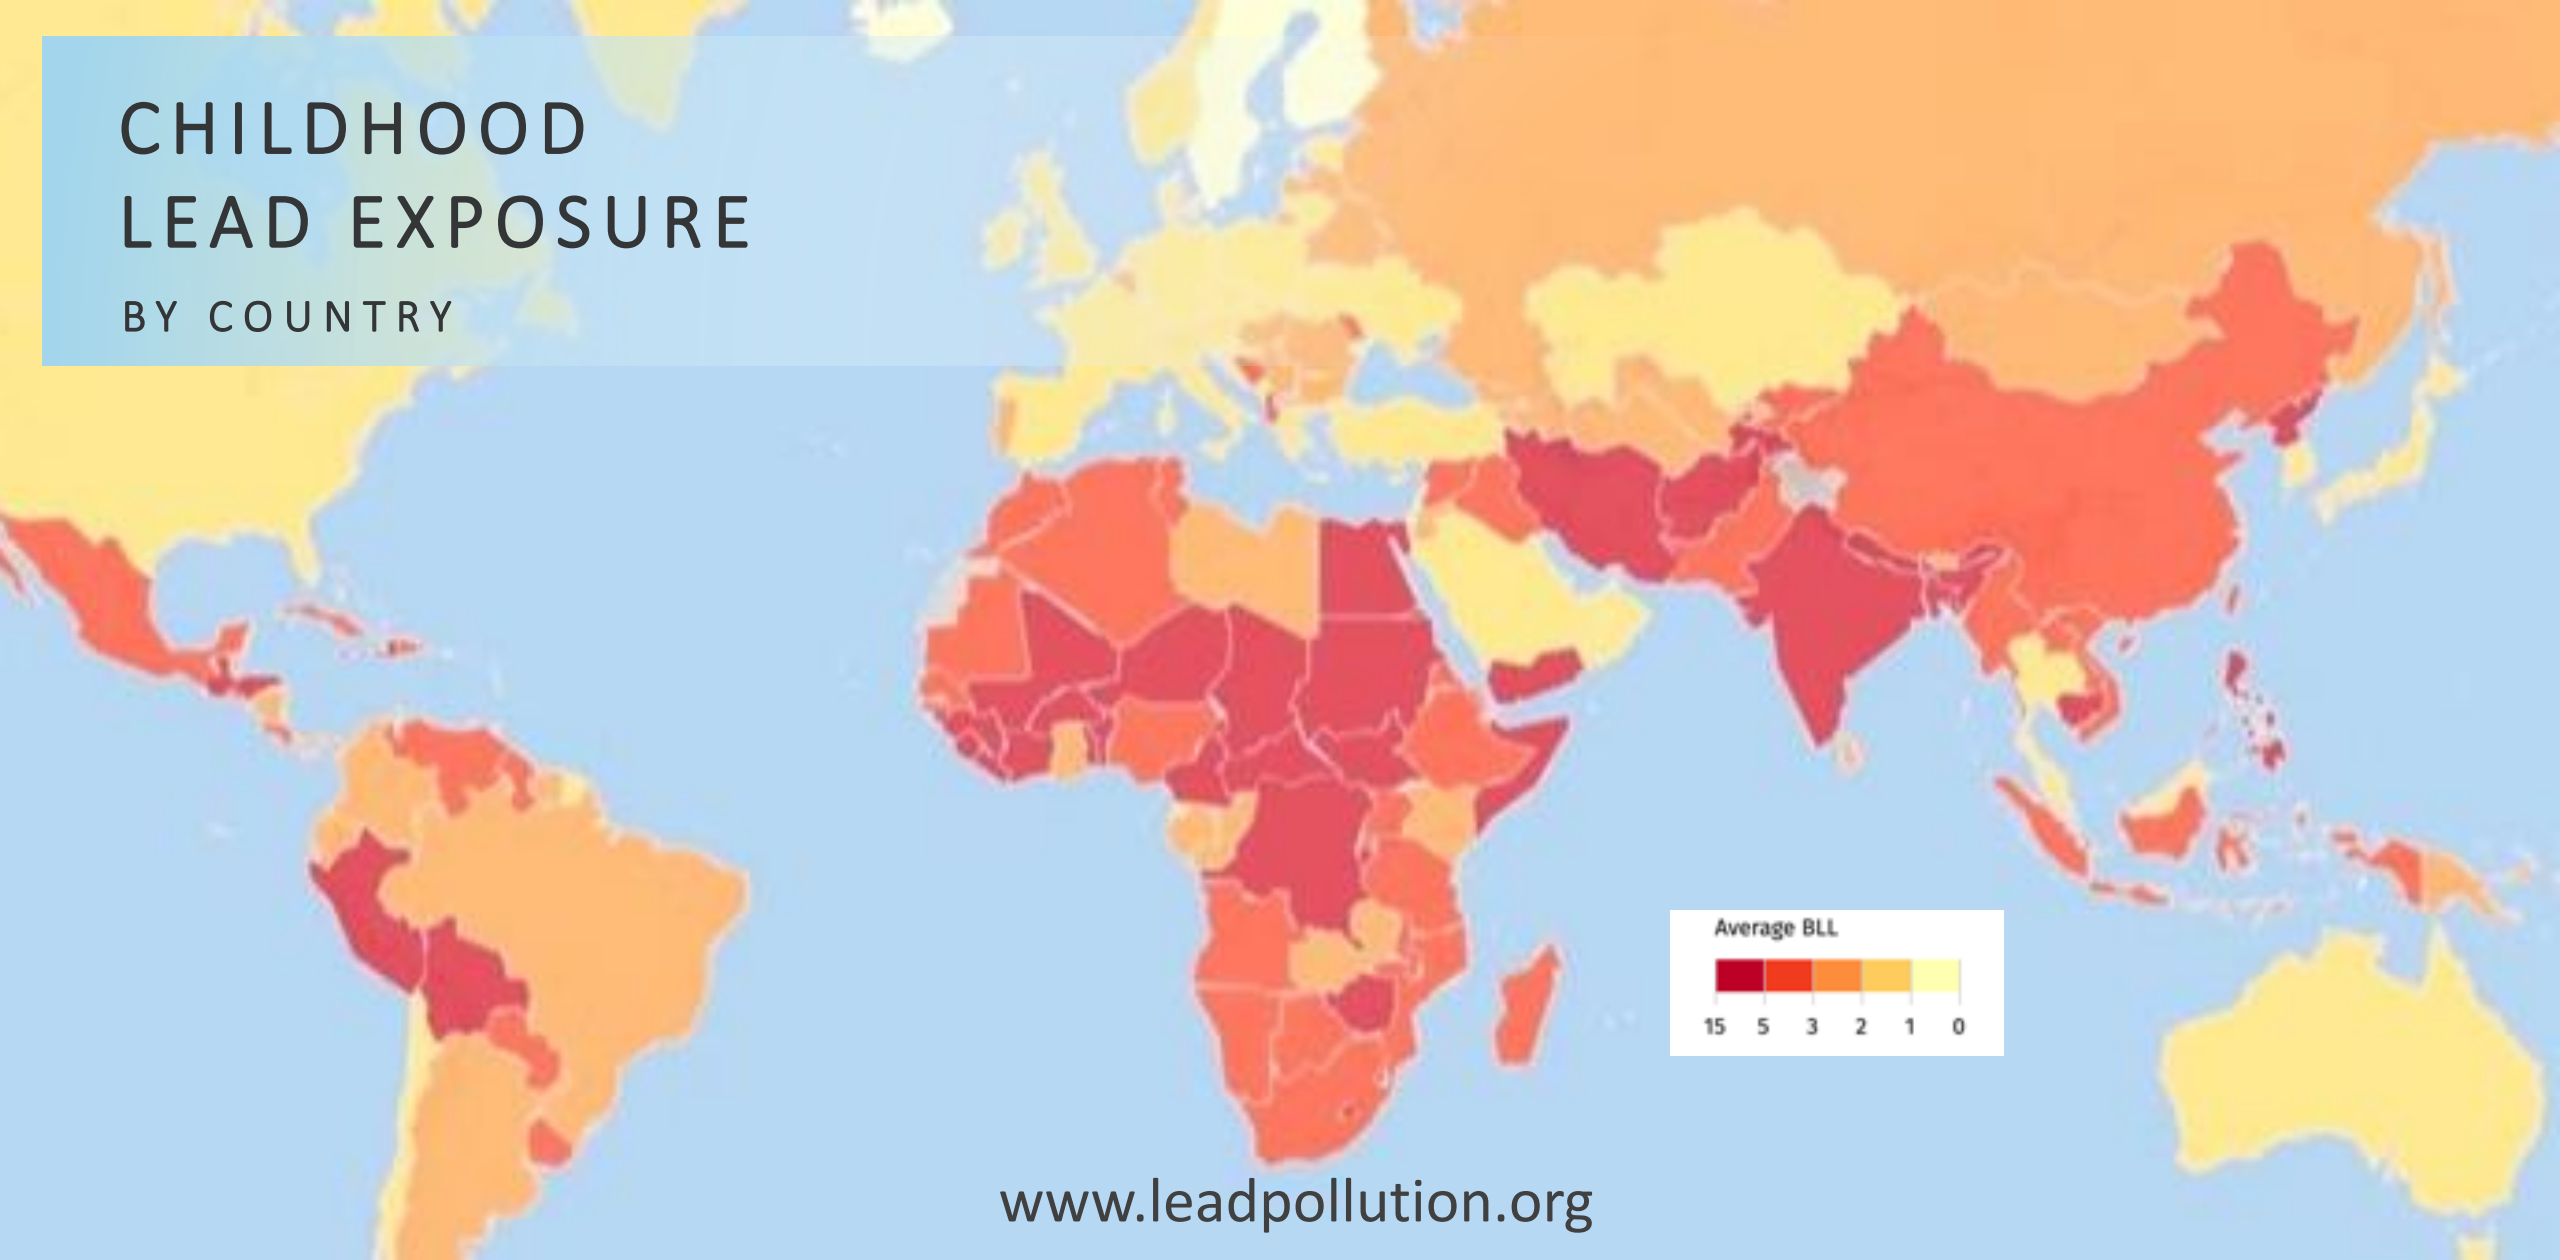 CHILDHOOD
LEAD EXPOSURE
BY COUNTRY
Average BLL
15 5 3 2 1 0
www.leadpollution.org